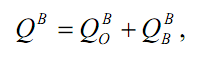 Q^B = Q_O^B + Q_B^B ,